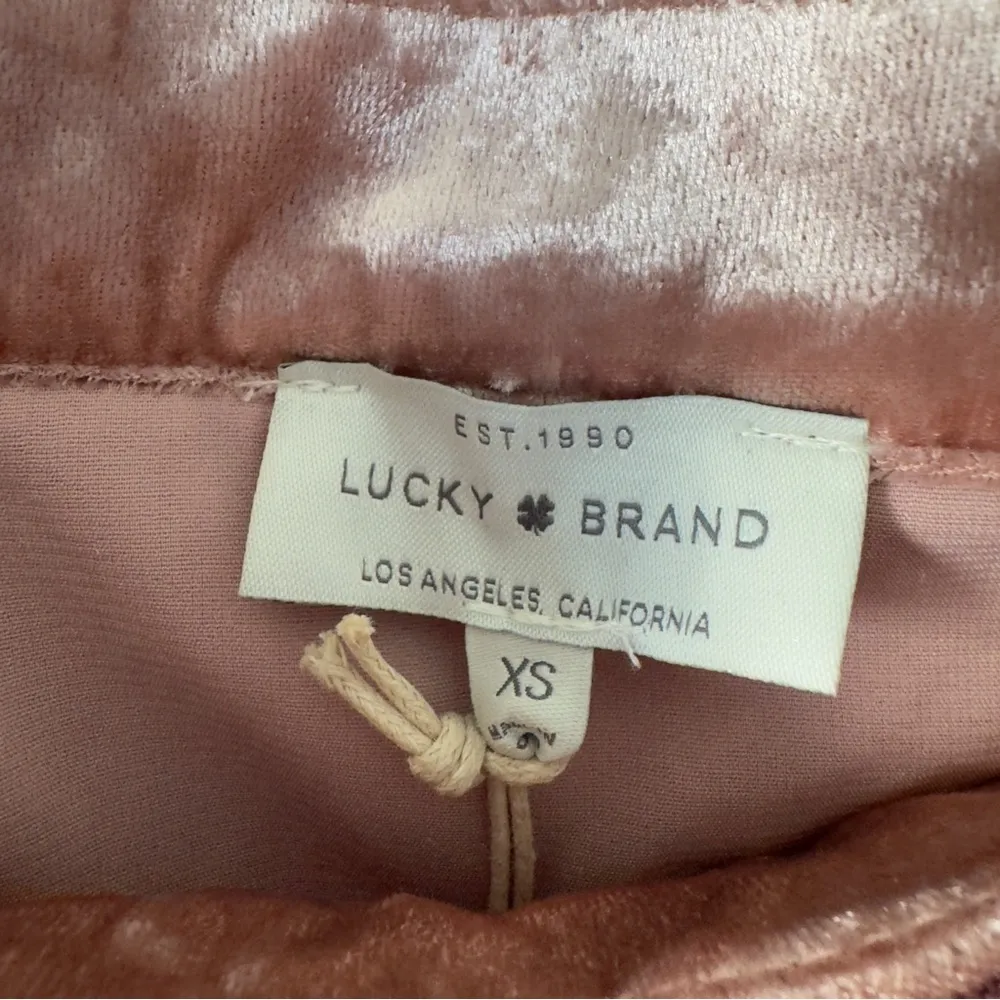 EST. 1990
LUCKY BRAND
LOS ANGELES, CALIFORNIA
XS